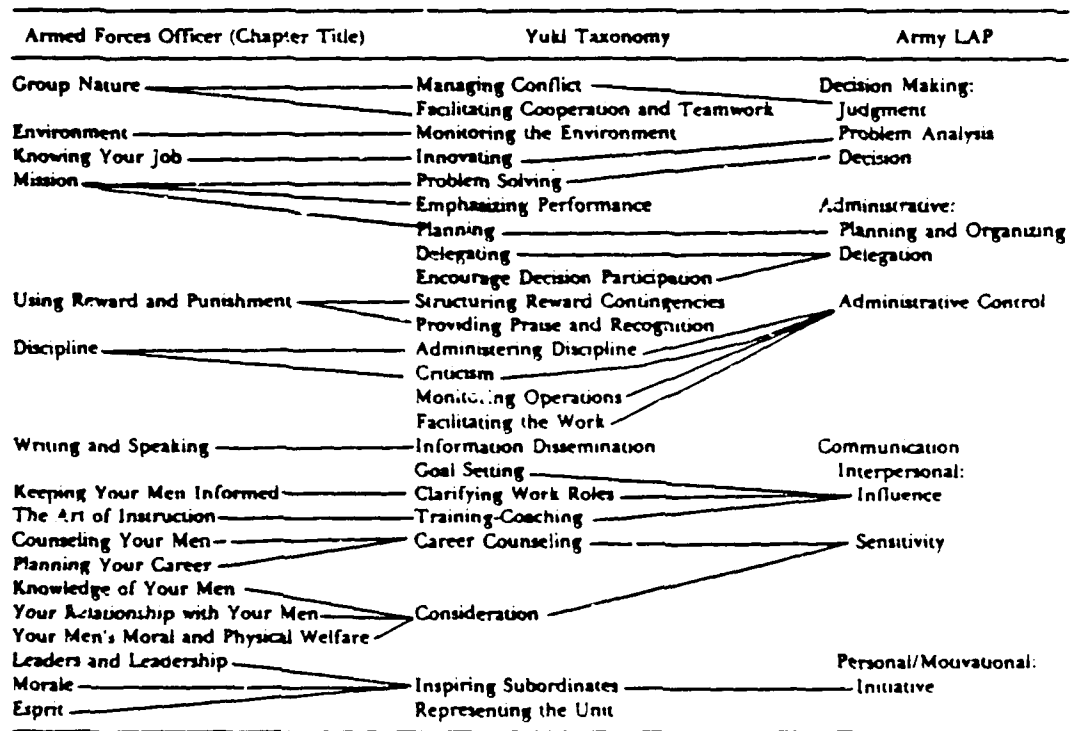 Armed Forces Officer (Chapter Title) Yukl Taxonomy Army LAP
Group Nature Managing Conflict Decision Making:
Facilitating Cooperation and Teamwork Judgment
Environment Monitoring the Environment Problem Analysis
Knowing Your Job Innovating Decision
Mission Problem Solving
Emphasizing Performance Administrative:
Planning Planning and Organizing
Delegating Delegation
Encourage Decision Participation
Using Reward and Punishment Structuring Reward Contingencies Administrative Control
Providing Praise and Recognition
Discipline Administering Discipline
Criticism
Monitoring Operations
Facilitating the Work
Writing and Speaking Information Dissemination Communication
Goal Setting Interpersonal:
Keeping Your Men Informed Clarifying Work Roles Influence
The Art of Instruction Training-Coaching
Counseling Your Men Career Counseling Sensitivity
Planning Your Career
Knowledge of Your Men
Your Relationship with Your Men Consideration
Your Men's Moral and Physical Welfare
Leaders and Leadership Personal/Motivational:
Morale Inspiring Subordinates Initiative
Esprit Representing the Unit